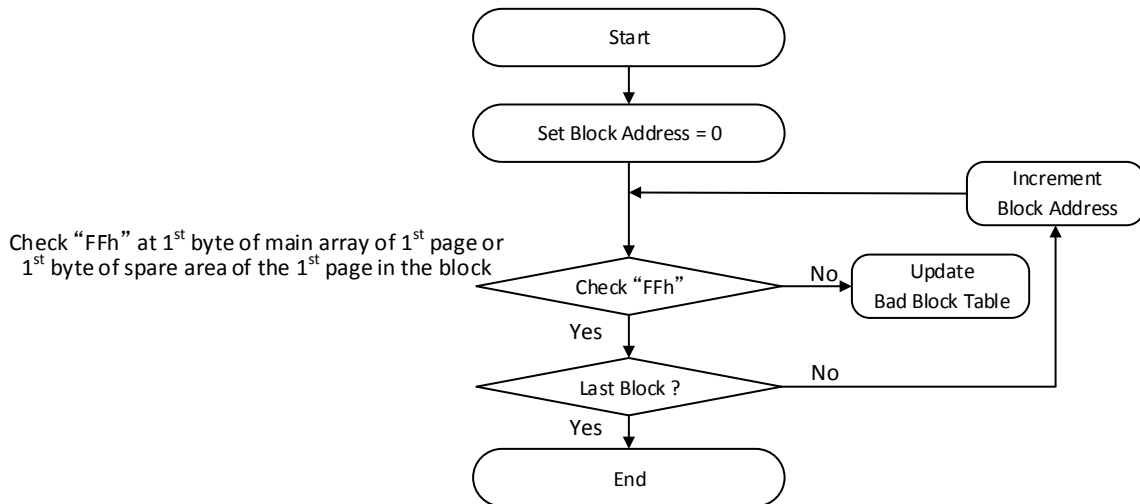 Start
Set Block Address = 0
Increment
Block Address
Check “FFh” at 1st byte of main array of 1st page or
1st byte of spare area of the 1st page in the block
Check “FFh”
No
Update
Bad Block Table
Yes
Last Block ?
No
Yes
End